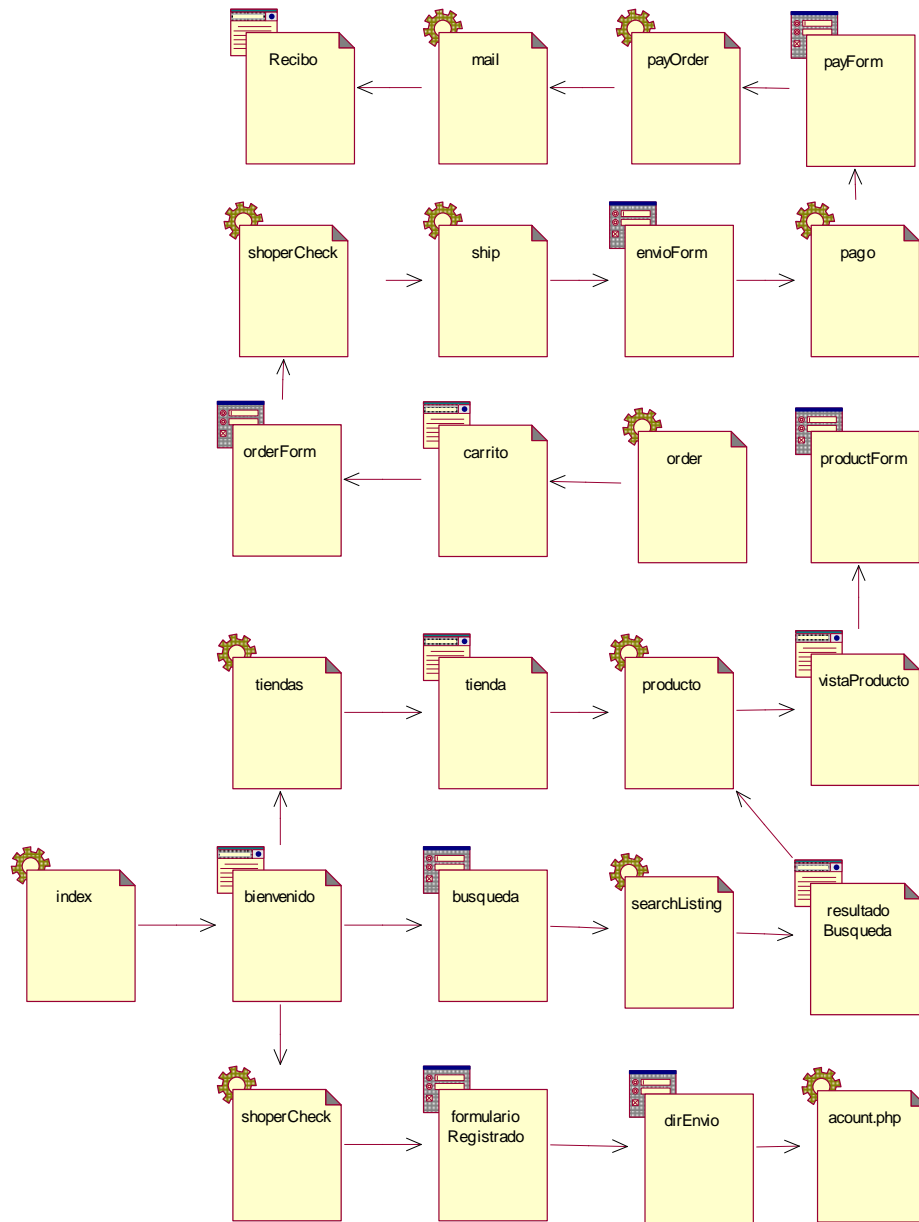 Recibo
mail
payOrder
payForm
shoperCheck
ship
envioForm
pago
orderForm
carrito
order
productForm
tiendas
tienda
producto
vistaProducto
index
bienvenido
busqueda
searchListing
resultado
Busqueda
shoperCheck
formulario
Registrado
dirEnvio
acount.php